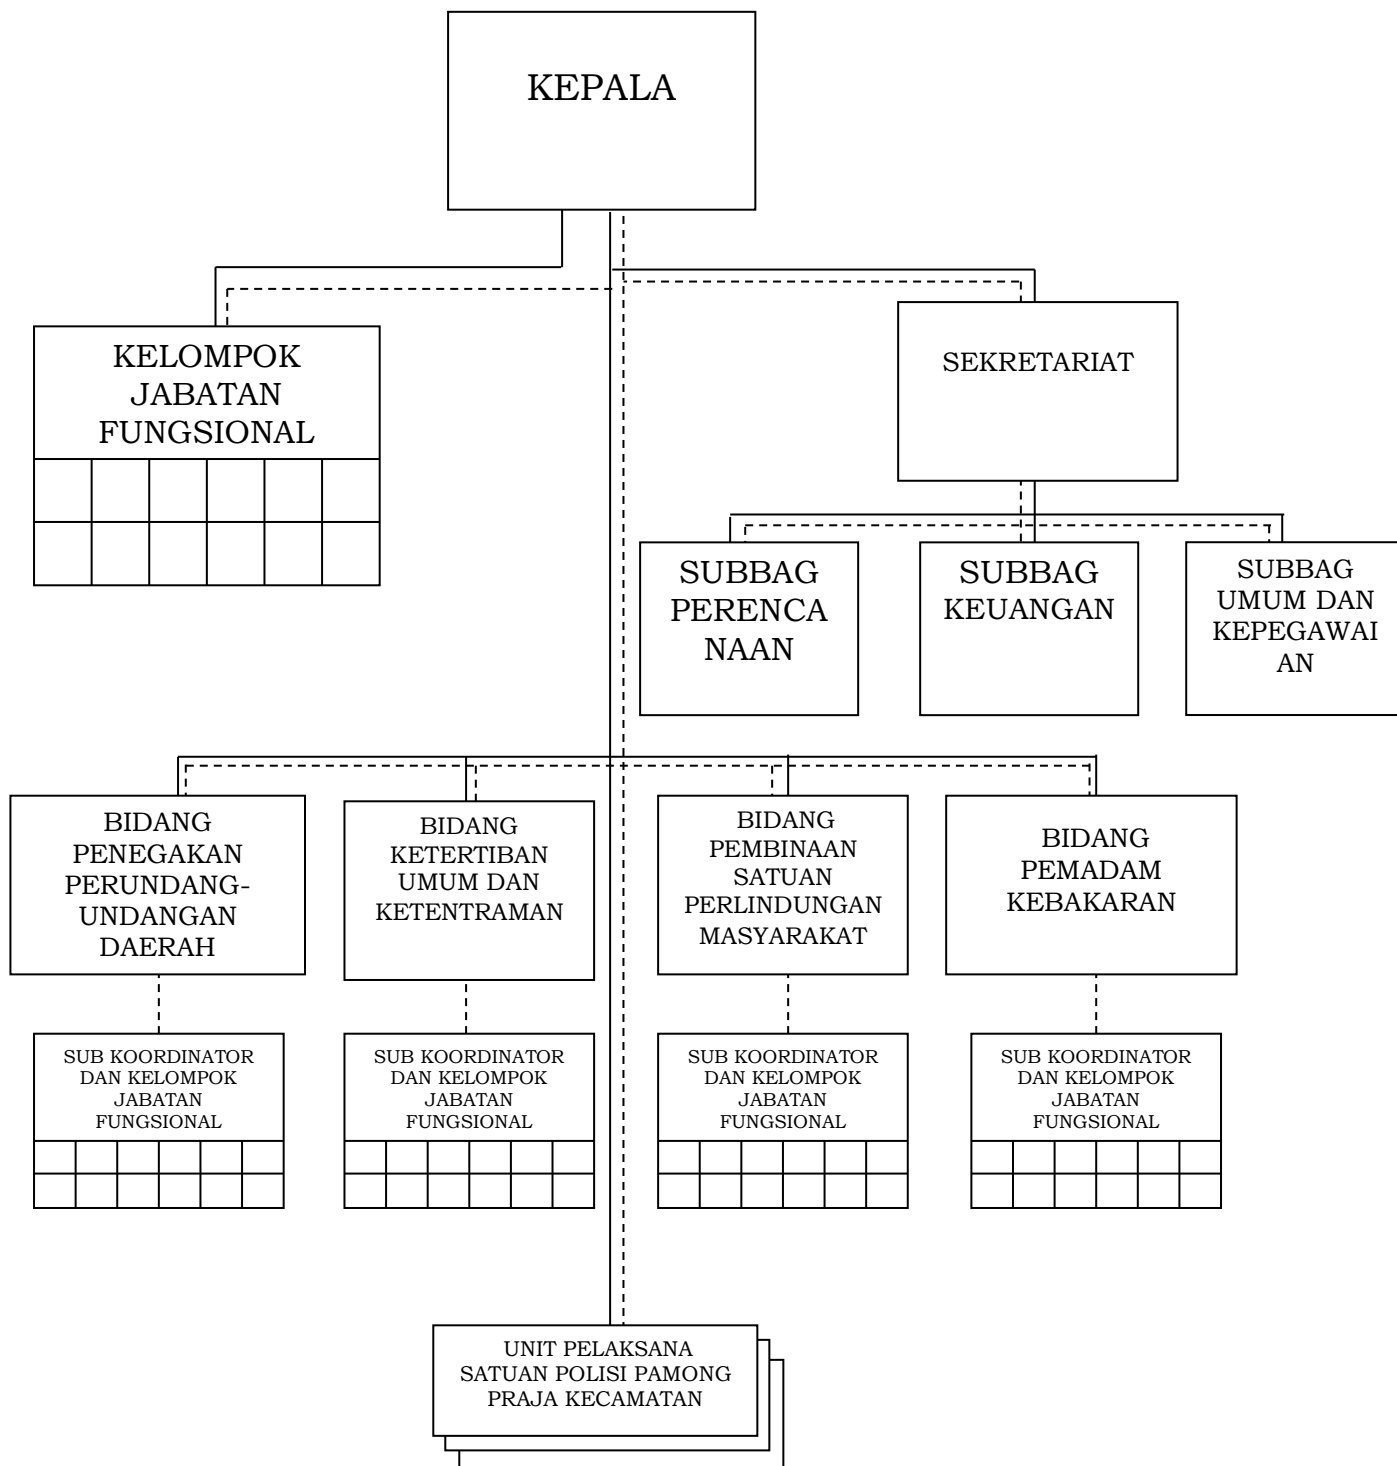 KEPALA
KELOMPOK
JABATAN
FUNGSIONAL
SEKRETARIAT
SUBBAG
PERENCA
NAAN
SUBBAG
KEUANGAN
SUBBAG
UMUM DAN
KEPEGAWAI
AN
BIDANG
PENEGAKAN
PERUNDANG-
UNDANGAN
DAERAH
BIDANG
KETERTIBAN
UMUM DAN
KETENTRAMAN
BIDANG
PEMBINAAN
SATUAN
PERLINDUNGAN
MASYARAKAT
BIDANG
PEMADAM
KEBAKARAN
SUB KOORDINATOR
DAN KELOMPOK
JABATAN
FUNGSIONAL
SUB KOORDINATOR
DAN KELOMPOK
JABATAN
FUNGSIONAL
SUB KOORDINATOR
DAN KELOMPOK
JABATAN
FUNGSIONAL
SUB KOORDINATOR
DAN KELOMPOK
JABATAN
FUNGSIONAL
UNIT PELAKSANA
SATUAN POLISI PAMONG
PRAJA KECAMATAN